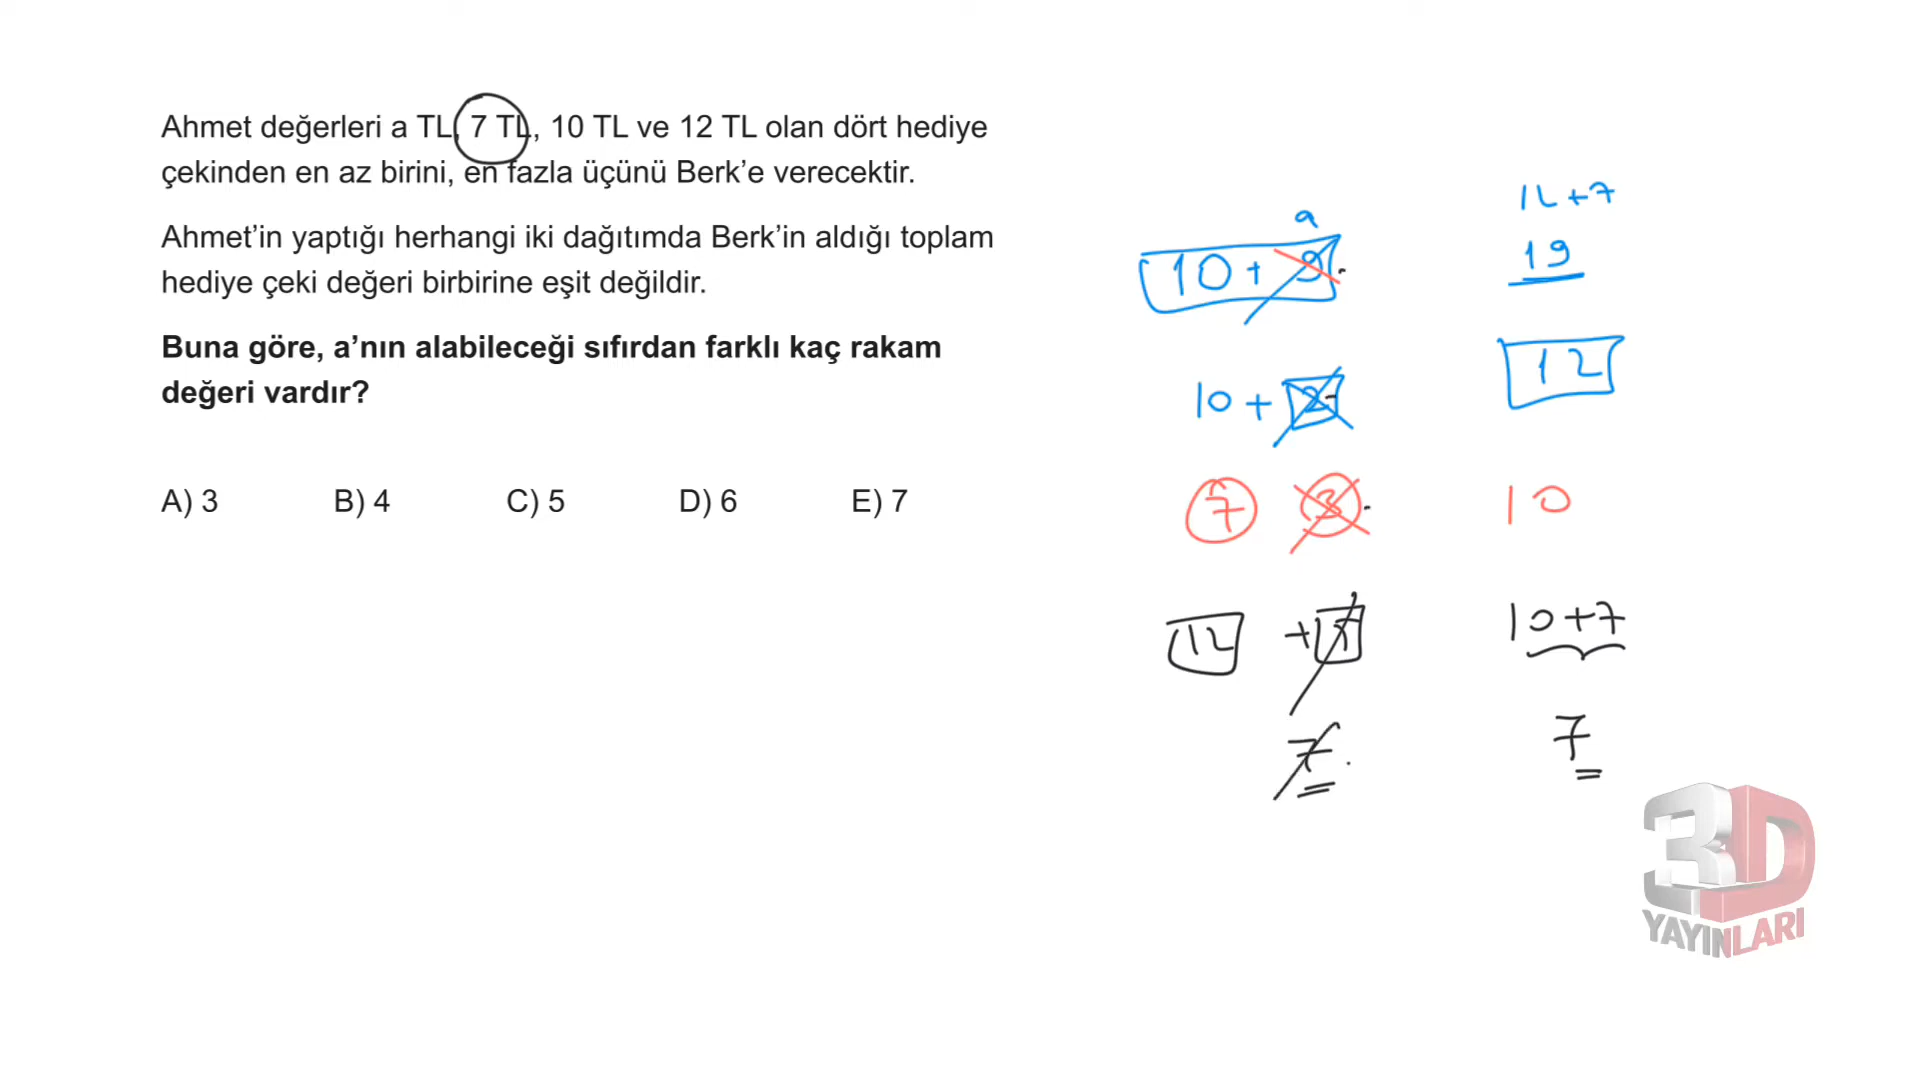 Ahmet değerleri a TL, 7 TL, 10 TL ve 12 TL olan dört hediye
çekinden en az birini, en fazla üçünü Berk’e verecektir.
Ahmet’in yaptığı herhangi iki dağıtımda Berk’in aldığı toplam
hediye çeki değeri birbirine eşit değildir.
Buna göre, a’nın alabileceği sıfırdan farklı kaç rakam
değeri vardır?
A) 3 B) 4 C) 5 D) 6 E) 7
12+7
a
10+9 19
10+2 12
7 3 10
12 +5 10+7
7 7
3D
YAYINLARI